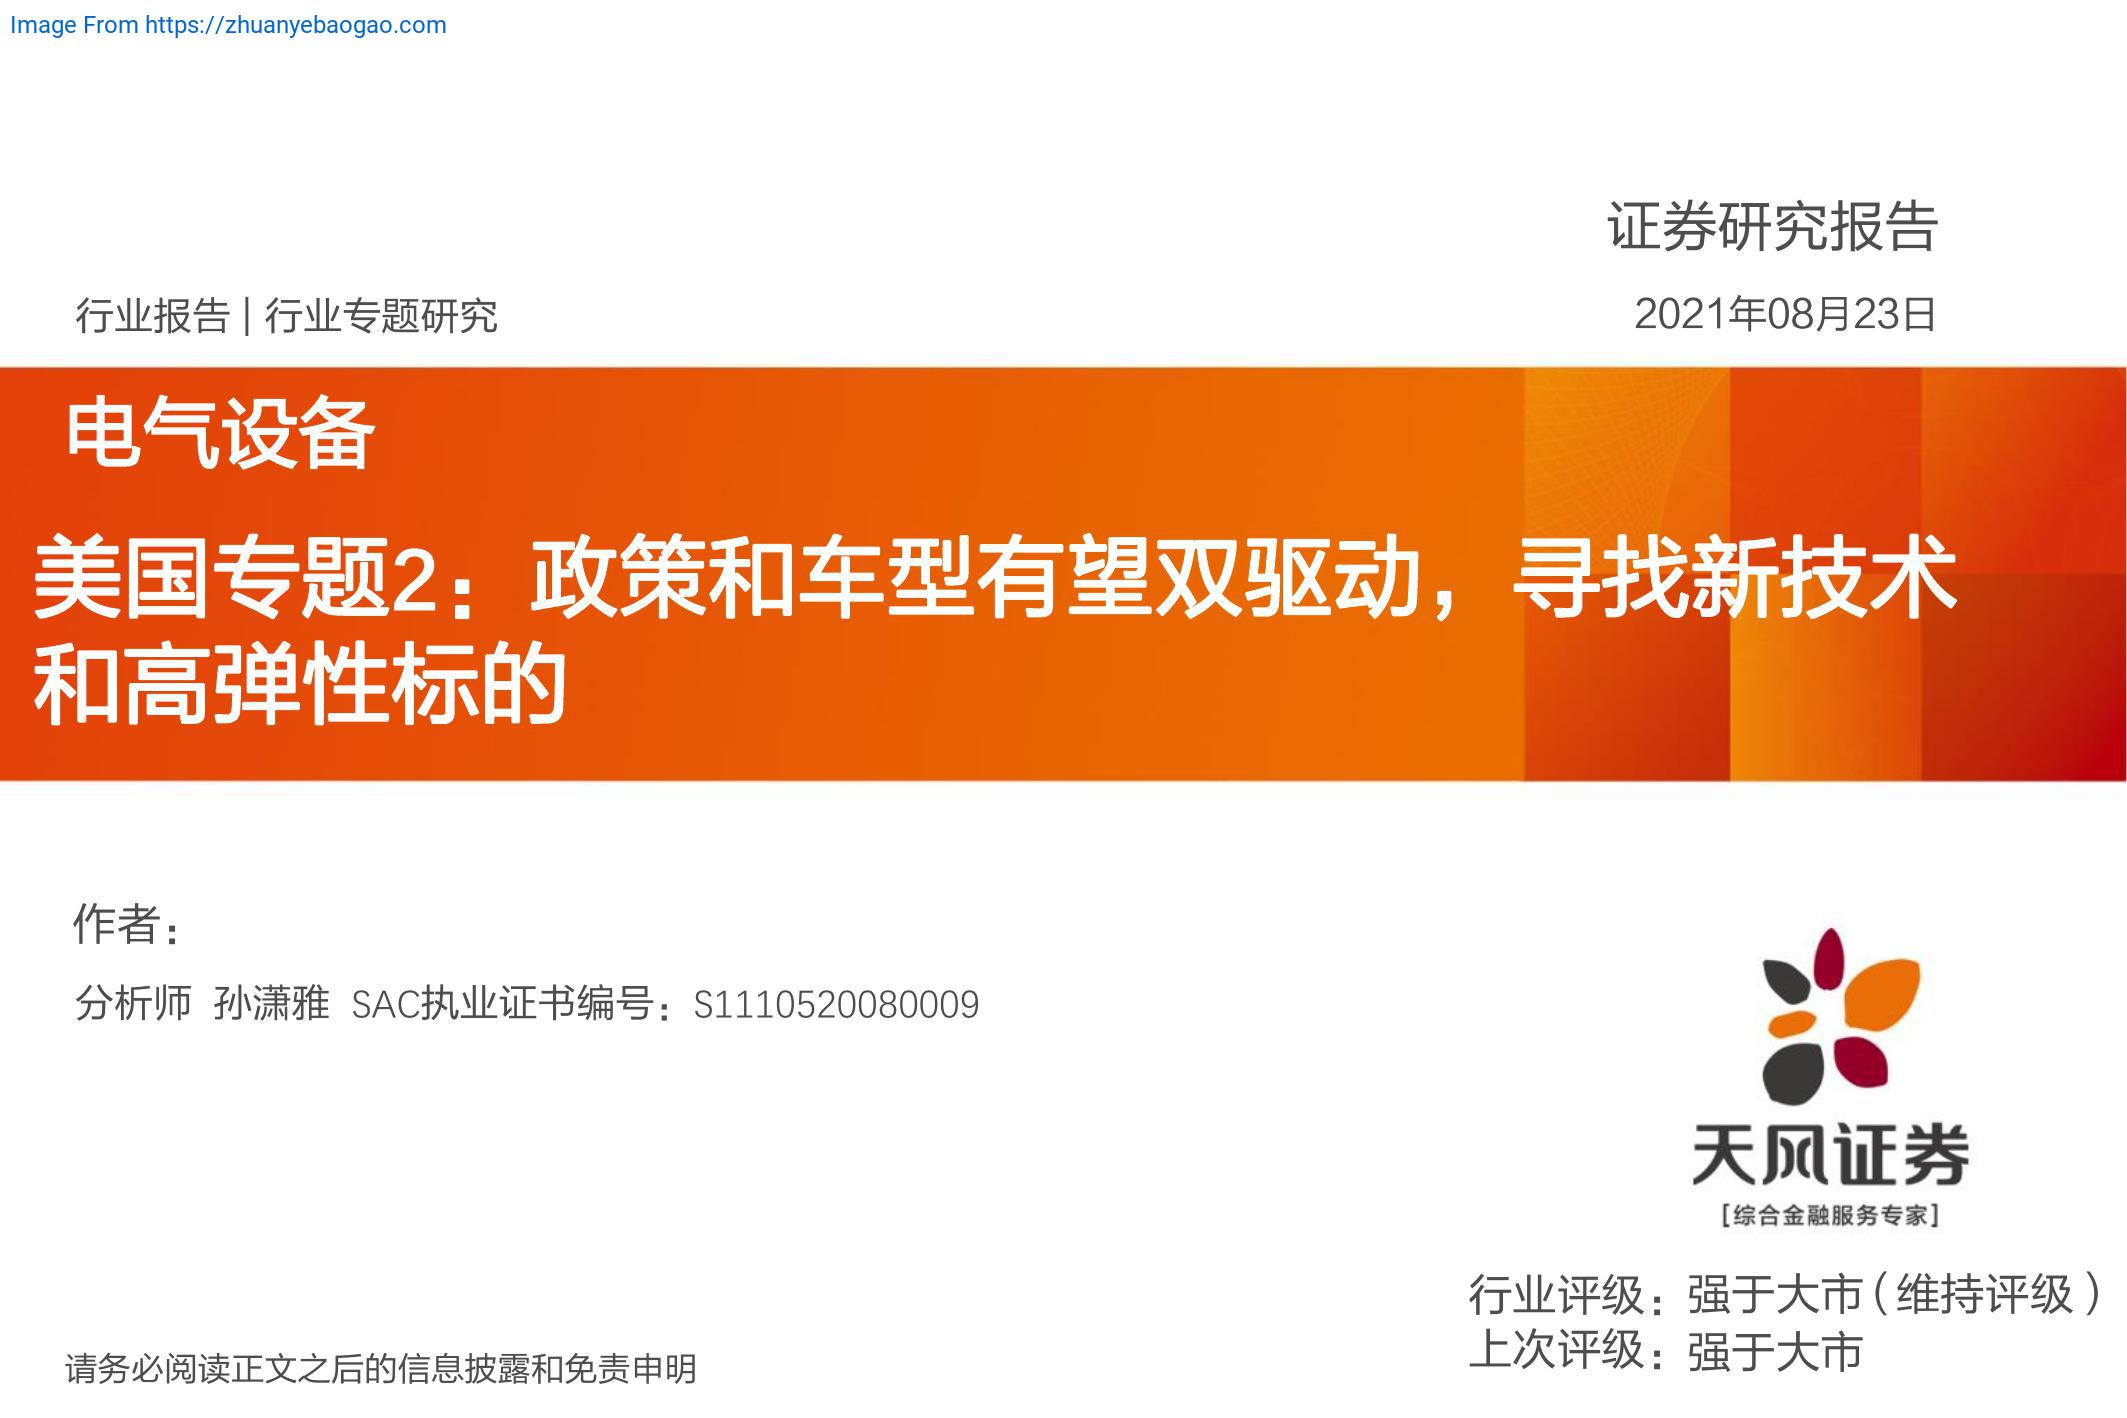 Image From https://zhuanyebaogao.com
证券研究报告
行业报告 | 行业专题研究
2021年08月23日
电气设备
美国专题2：政策和车型有望双驱动，寻找新技术
和高弹性标的
作者：
分析师 孙潇雅 SAC执业证书编号：S1110520080009
天风证券
[综合金融服务专家]
行业评级：强于大市（维持评级）
上次评级：强于大市
请务必阅读正文之后的信息披露和免责申明